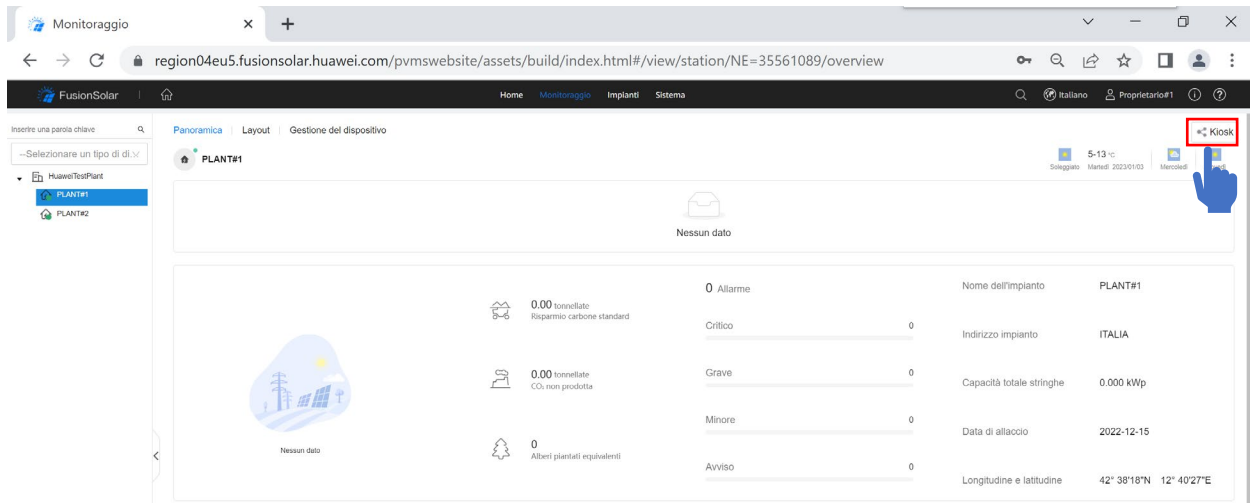 Monitoraggio
region04eu5.fusionsolar.huawei.com/pvmswebsite/assets/build/index.html#/view/station/NE=35561089/overview
FusionSolar
Home Monitoraggio Impianti Sistema
Italiano Proprietario#1
Inserire una parola chiave
Panoramica Layout Gestione del dispositivo
Kiosk
--Selezionare un tipo di di.
PLANT#1
5-13 °C
Soleggiato Martedì 2023/01/03 Mercoledì
HuaweiTestPlant
PLANT#1
PLANT#2
Nessun dato
0 Allarme
Nome dell'impianto PLANT#1
0.00 tonnellate
Risparmio carbone standard
Critico 0
Indirizzo impianto ITALIA
0.00 tonnellate
CO₂ non prodotta
Grave 0
Capacità totale stringhe 0.000 kWp
Minore 0
Data di allaccio 2022-12-15
Nessun dato
0
Alberi piantati equivalenti
Avviso 0
Longitudine e latitudine 42° 38'18"N 12° 40'27"E